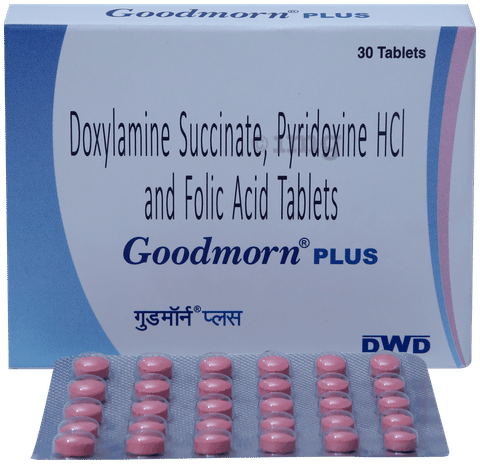 Goodmorn® PLUS
30 Tablets
Doxylamine Succinate, Pyridoxine HCl
and Folic Acid Tablets
Goodmorn® PLUS
गुडमॉर्न® प्लस
DWD